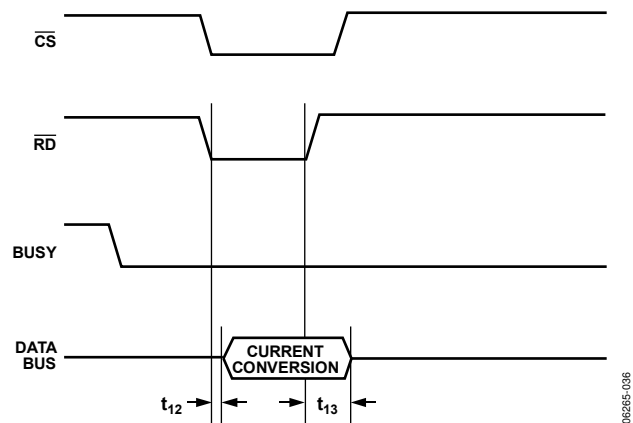 CS
RD
BUSY
DATA
BUS
CURRENT
CONVERSION
t12
t13
06265-036